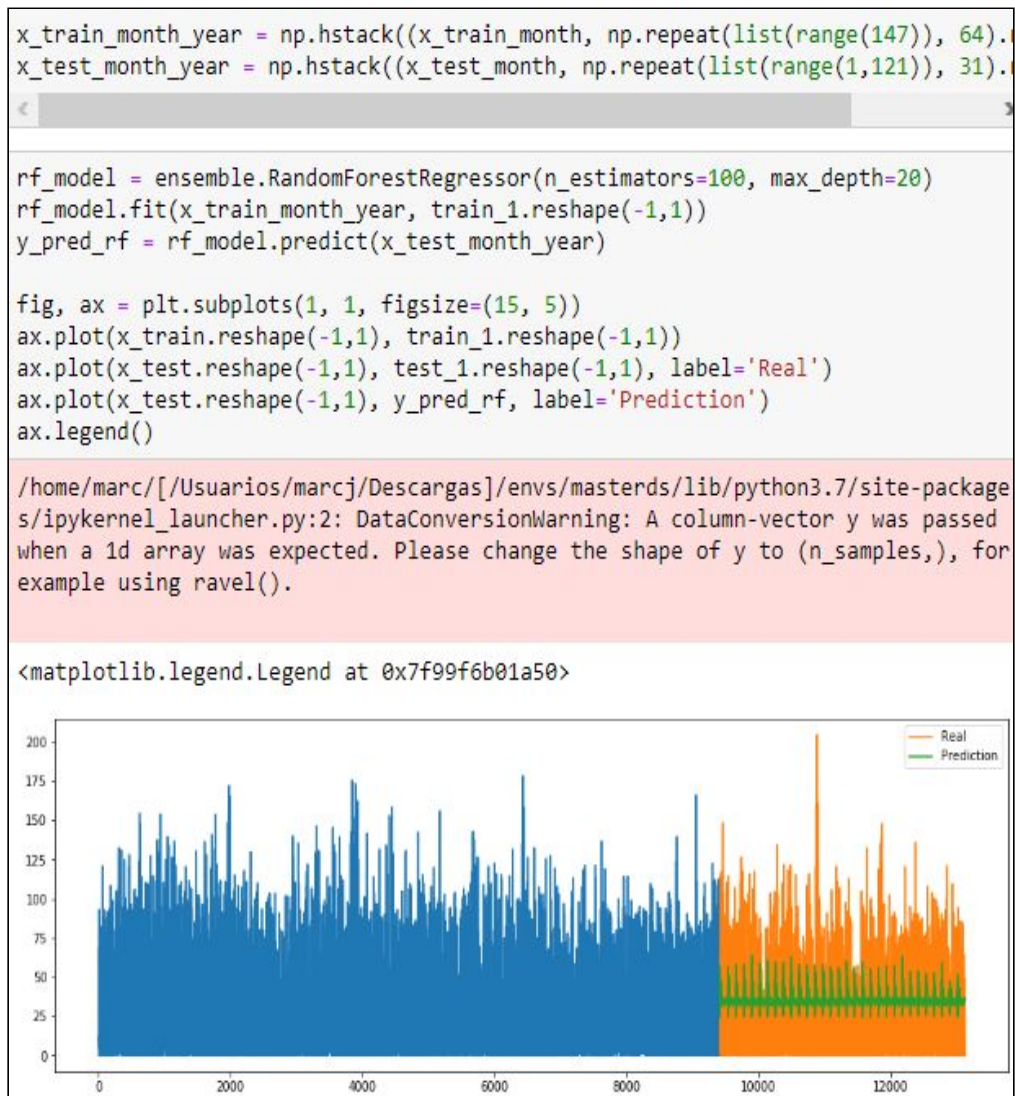 x_train_month_year = np.hstack((x_train_month, np.repeat(list(range(147)), 64).
x_test_month_year = np.hstack((x_test_month, np.repeat(list(range(1,121)), 31).
rf_model = ensemble.RandomForestRegressor(n_estimators=100, max_depth=20)
rf_model.fit(x_train_month_year, train_1.reshape(-1,1))
y_pred_rf = rf_model.predict(x_test_month_year)
fig, ax = plt.subplots(1, 1, figsize=(15, 5))
ax.plot(x_train.reshape(-1,1), train_1.reshape(-1,1))
ax.plot(x_test.reshape(-1,1), test_1.reshape(-1,1), label='Real')
ax.plot(x_test.reshape(-1,1), y_pred_rf, label='Prediction')
ax.legend()
/home/marc/[/Usuarios/marcj/Descargas]/envs/masterds/lib/python3.7/site-package
s/ipykernel_launcher.py:2: DataConversionWarning: A column-vector y was passed
when a 1d array was expected. Please change the shape of y to (n_samples,), for
example using ravel().
<matplotlib.legend.Legend at 0x7f99f6b01a50>
Real
Prediction
200
175
150
125
100
75
50
25
0
0 2000 4000 6000 8000 10000 12000